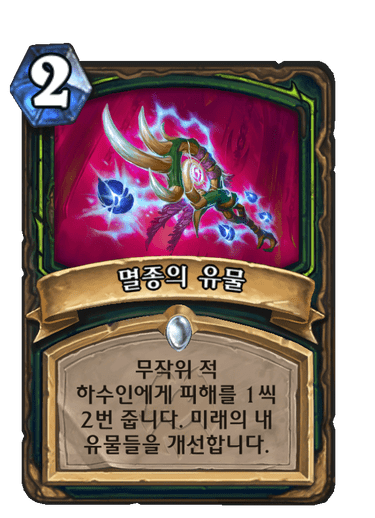 2
멸종의 유물
무작위 적
하수인에게 피해를 1씩
2번 줍니다. 미래의 내
유물들을 개선합니다.